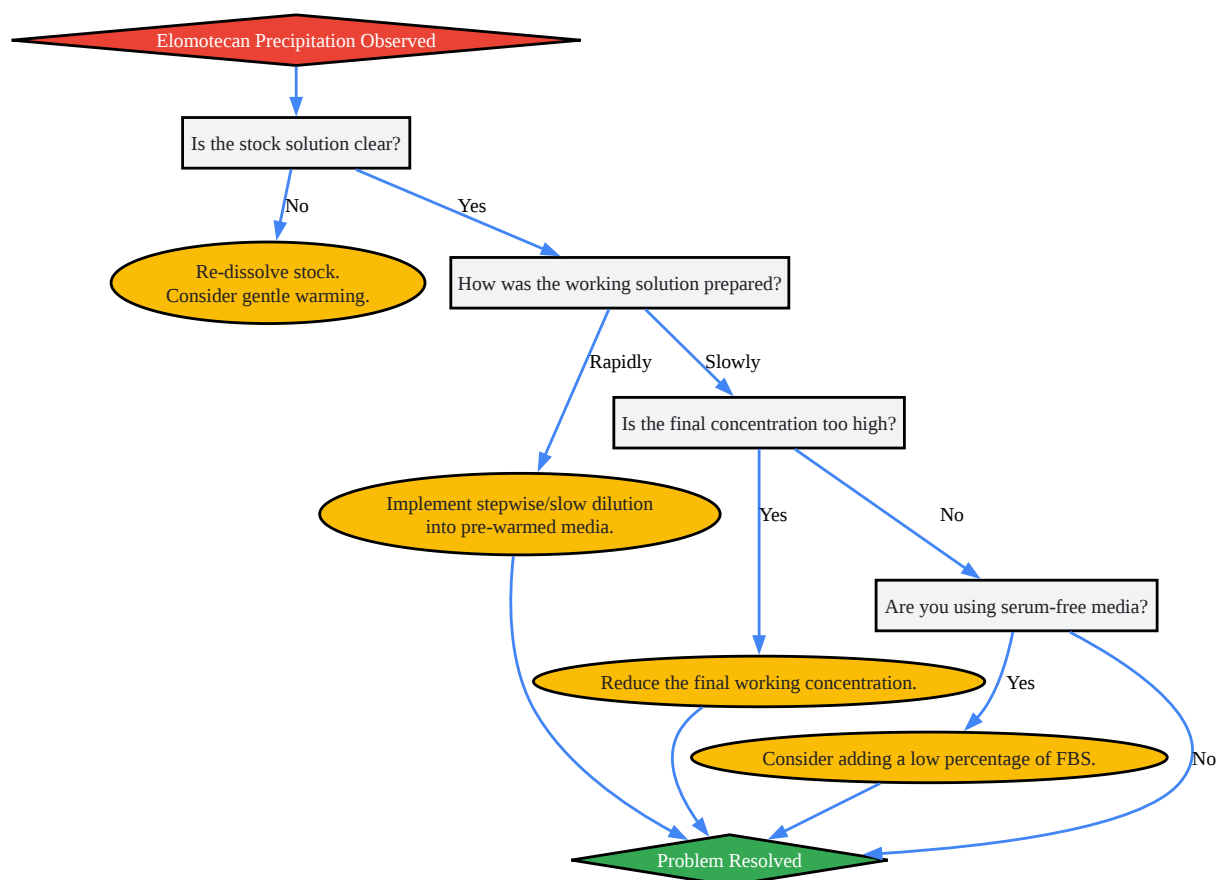 Elomotecan Precipitation Observed
Is the stock solution clear?
No
Yes
Re-dissolve stock.
Consider gentle warming.
How was the working solution prepared?
Rapidly
Slowly
Is the final concentration too high?
Implement stepwise/slow dilution
into pre-warmed media.
Yes
No
Are you using serum-free media?
Reduce the final working concentration.
Yes
Consider adding a low percentage of FBS.
No
Problem Resolved